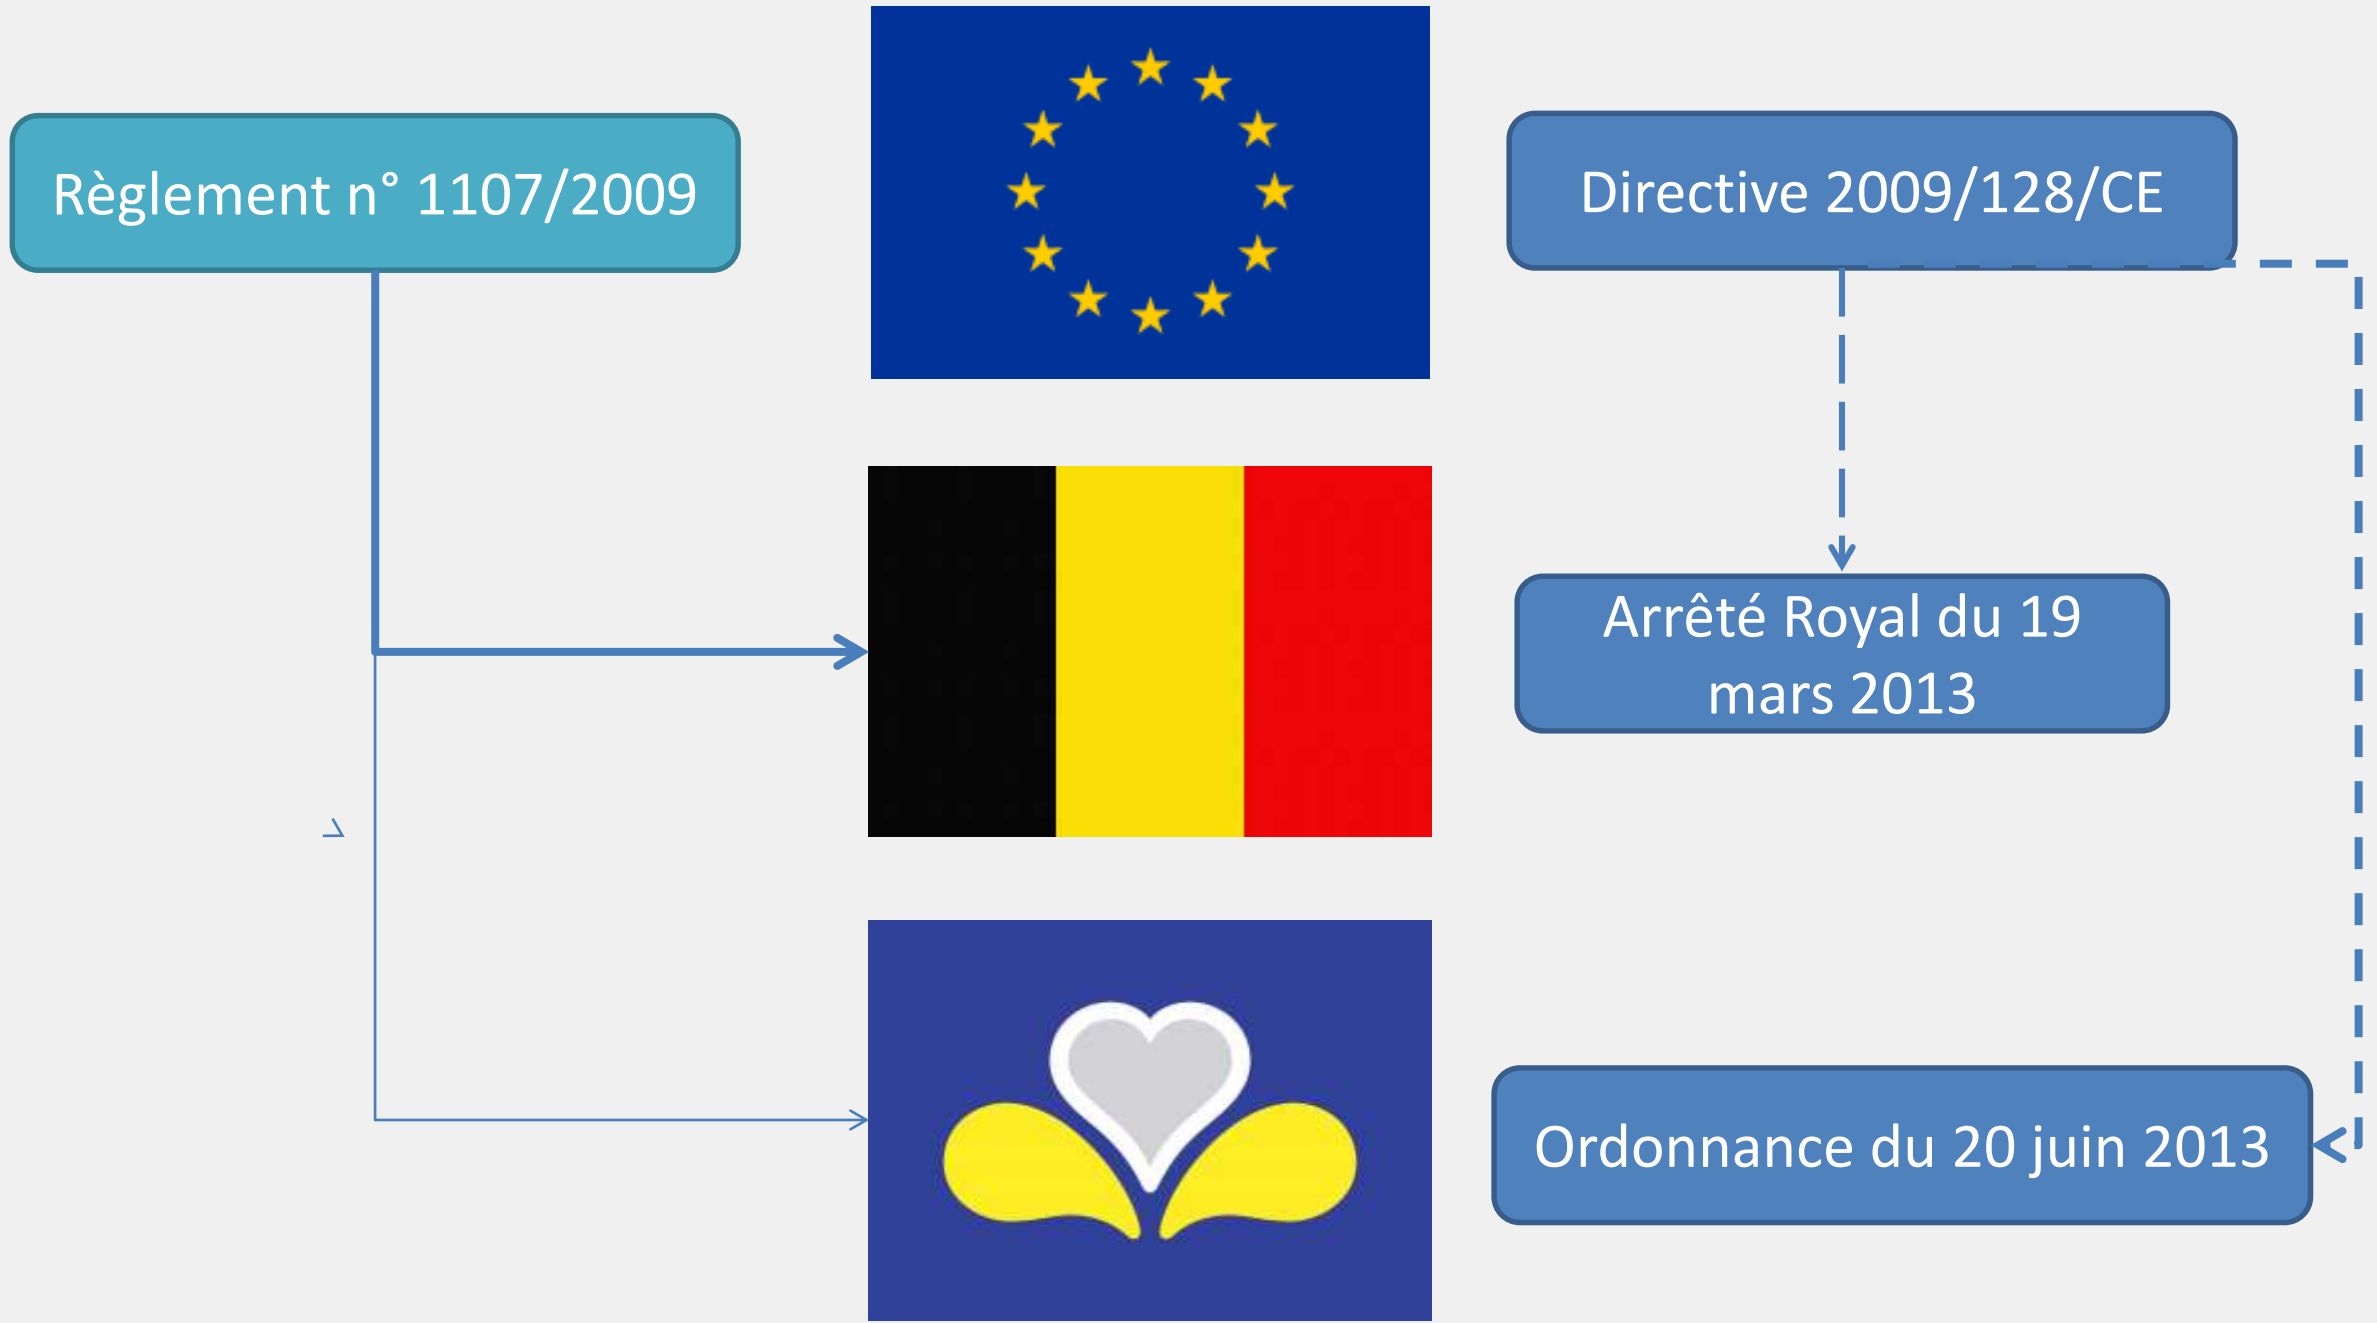 Règlement n° 1107/2009
Directive 2009/128/CE
Arrêté Royal du 19
mars 2013
Ordonnance du 20 juin 2013